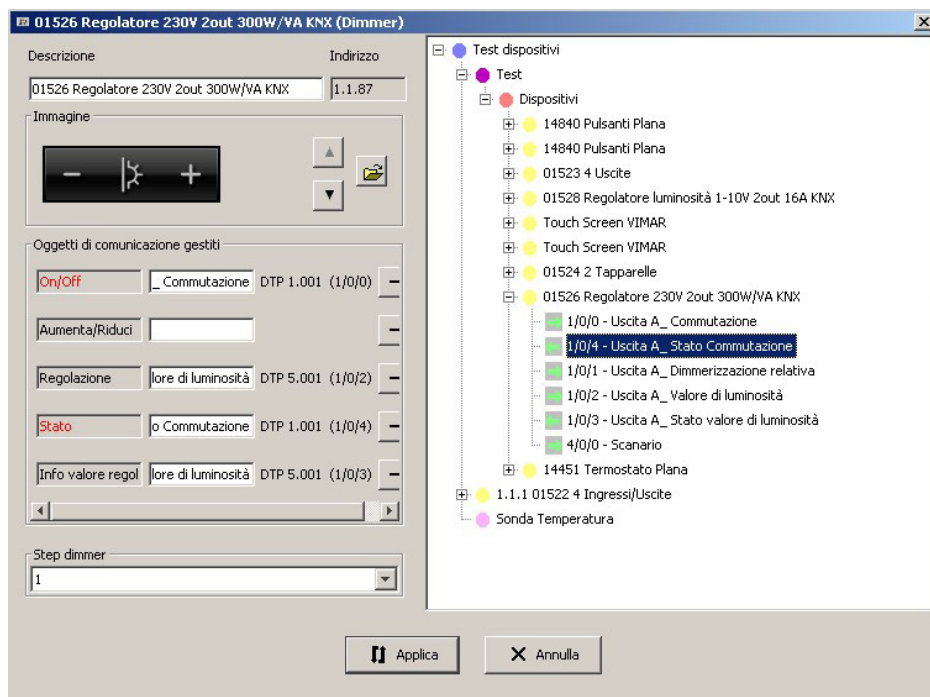 01526 Regolatore 230V 2out 300W/VA KNX (Dimmer)
Descrizione Indirizzo
01526 Regolatore 230V 2out 300W/VA KNX 1.1.87
Immagine
Oggetti di comunicazione gestiti
On/Off _ Commutazione DTP 1.001 (1/0/0)
Aumenta/Riduci
Regolazione lore di luminosità DTP 5.001 (1/0/2)
Stato o Commutazione DTP 1.001 (1/0/4)
Info valore regol lore di luminosità DTP 5.001 (1/0/3)
Step dimmer
1
Test dispositivi
Test
Dispositivi
14840 Pulsanti Plana
14840 Pulsanti Plana
01523 4 Uscite
01528 Regolatore luminosità 1-10V 2out 16A KNX
Touch Screen VIMAR
Touch Screen VIMAR
01524 2 Tapparelle
01526 Regolatore 230V 2out 300W/VA KNX
1/0/0 - Uscita A_ Commutazione
1/0/4 - Uscita A_ Stato Commutazione
1/0/1 - Uscita A_ Dimmerizzazione relativa
1/0/2 - Uscita A_ Valore di luminosità
1/0/3 - Uscita A_ Stato valore di luminosità
4/0/0 - Scanario
14451 Termostato Plana
1.1.1 01522 4 Ingressi/Uscite
Sonda Temperatura
Applica Annulla